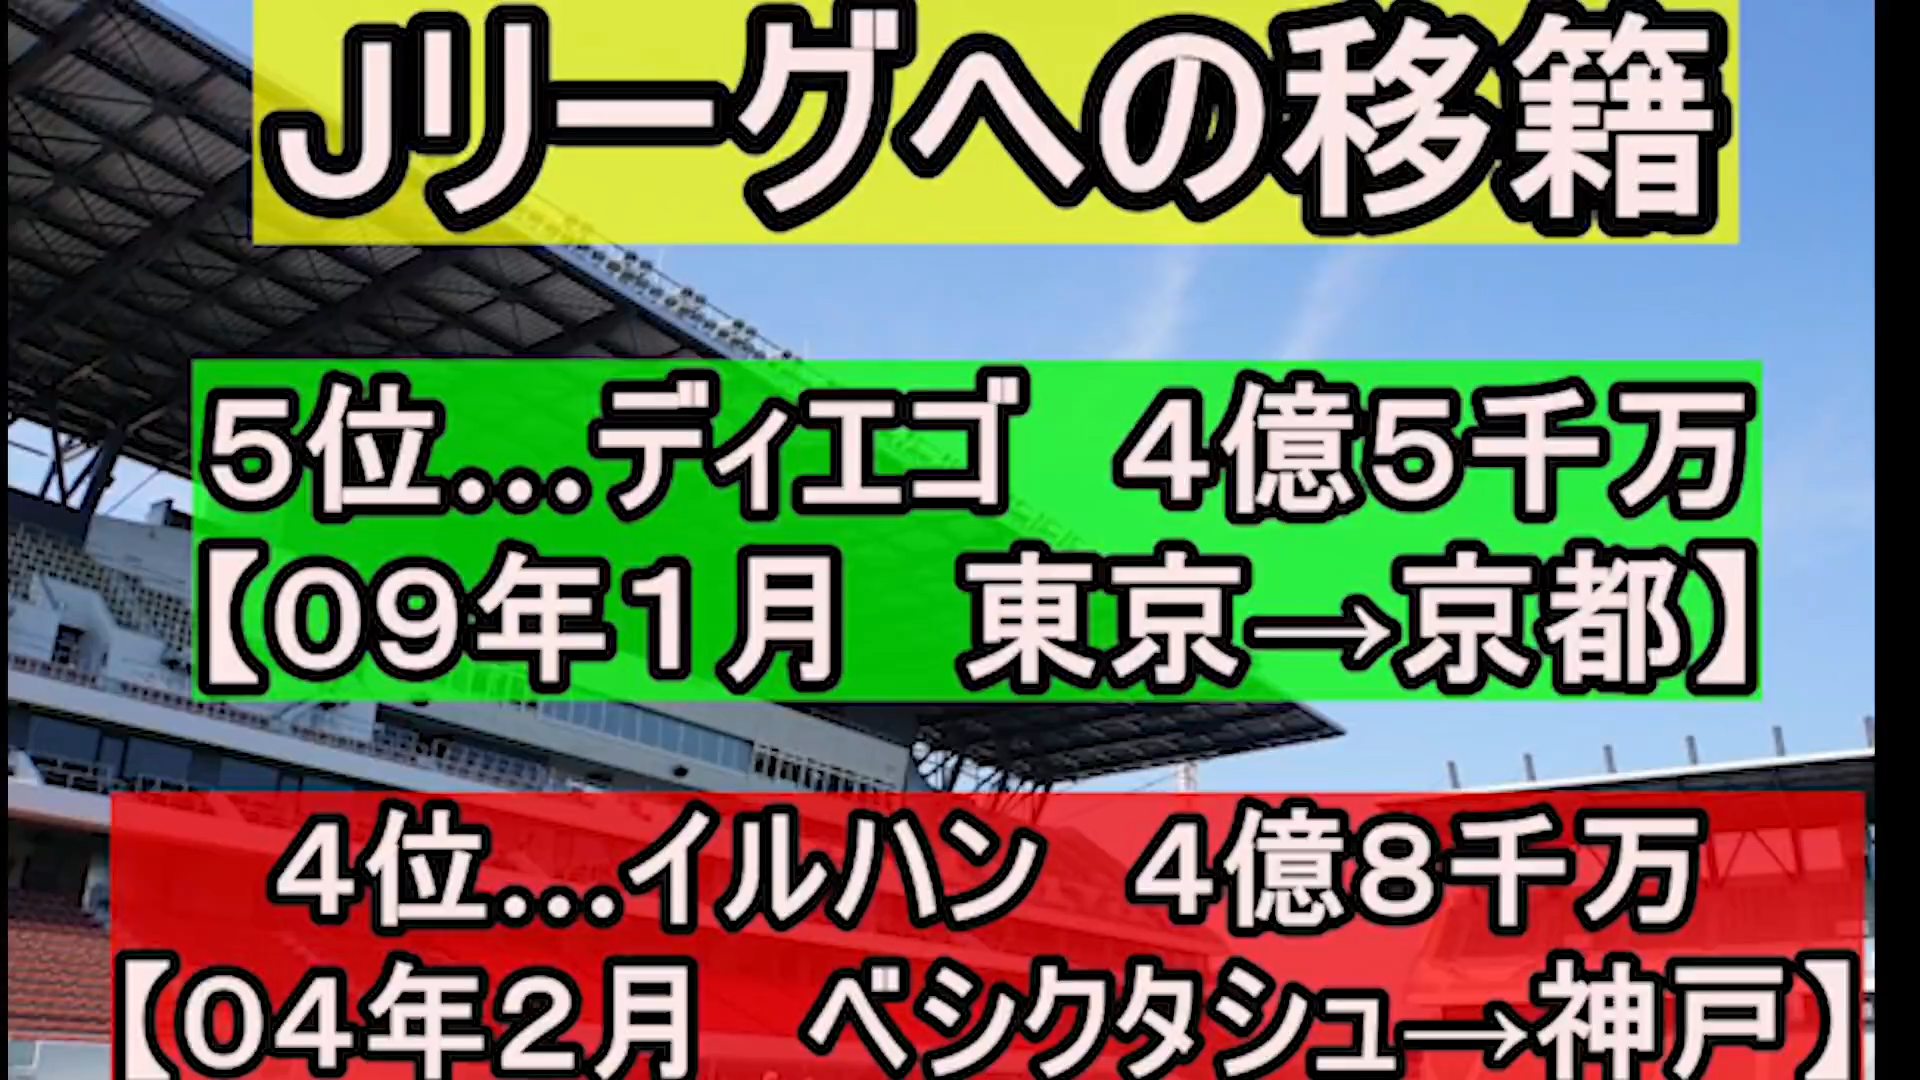 Jリーグへの移籍
5位...ディエゴ　4億5千万
【09年1月　東京→京都】
4位...イルハン　4億8千万
【04年2月　ベシクタシュ→神戸】